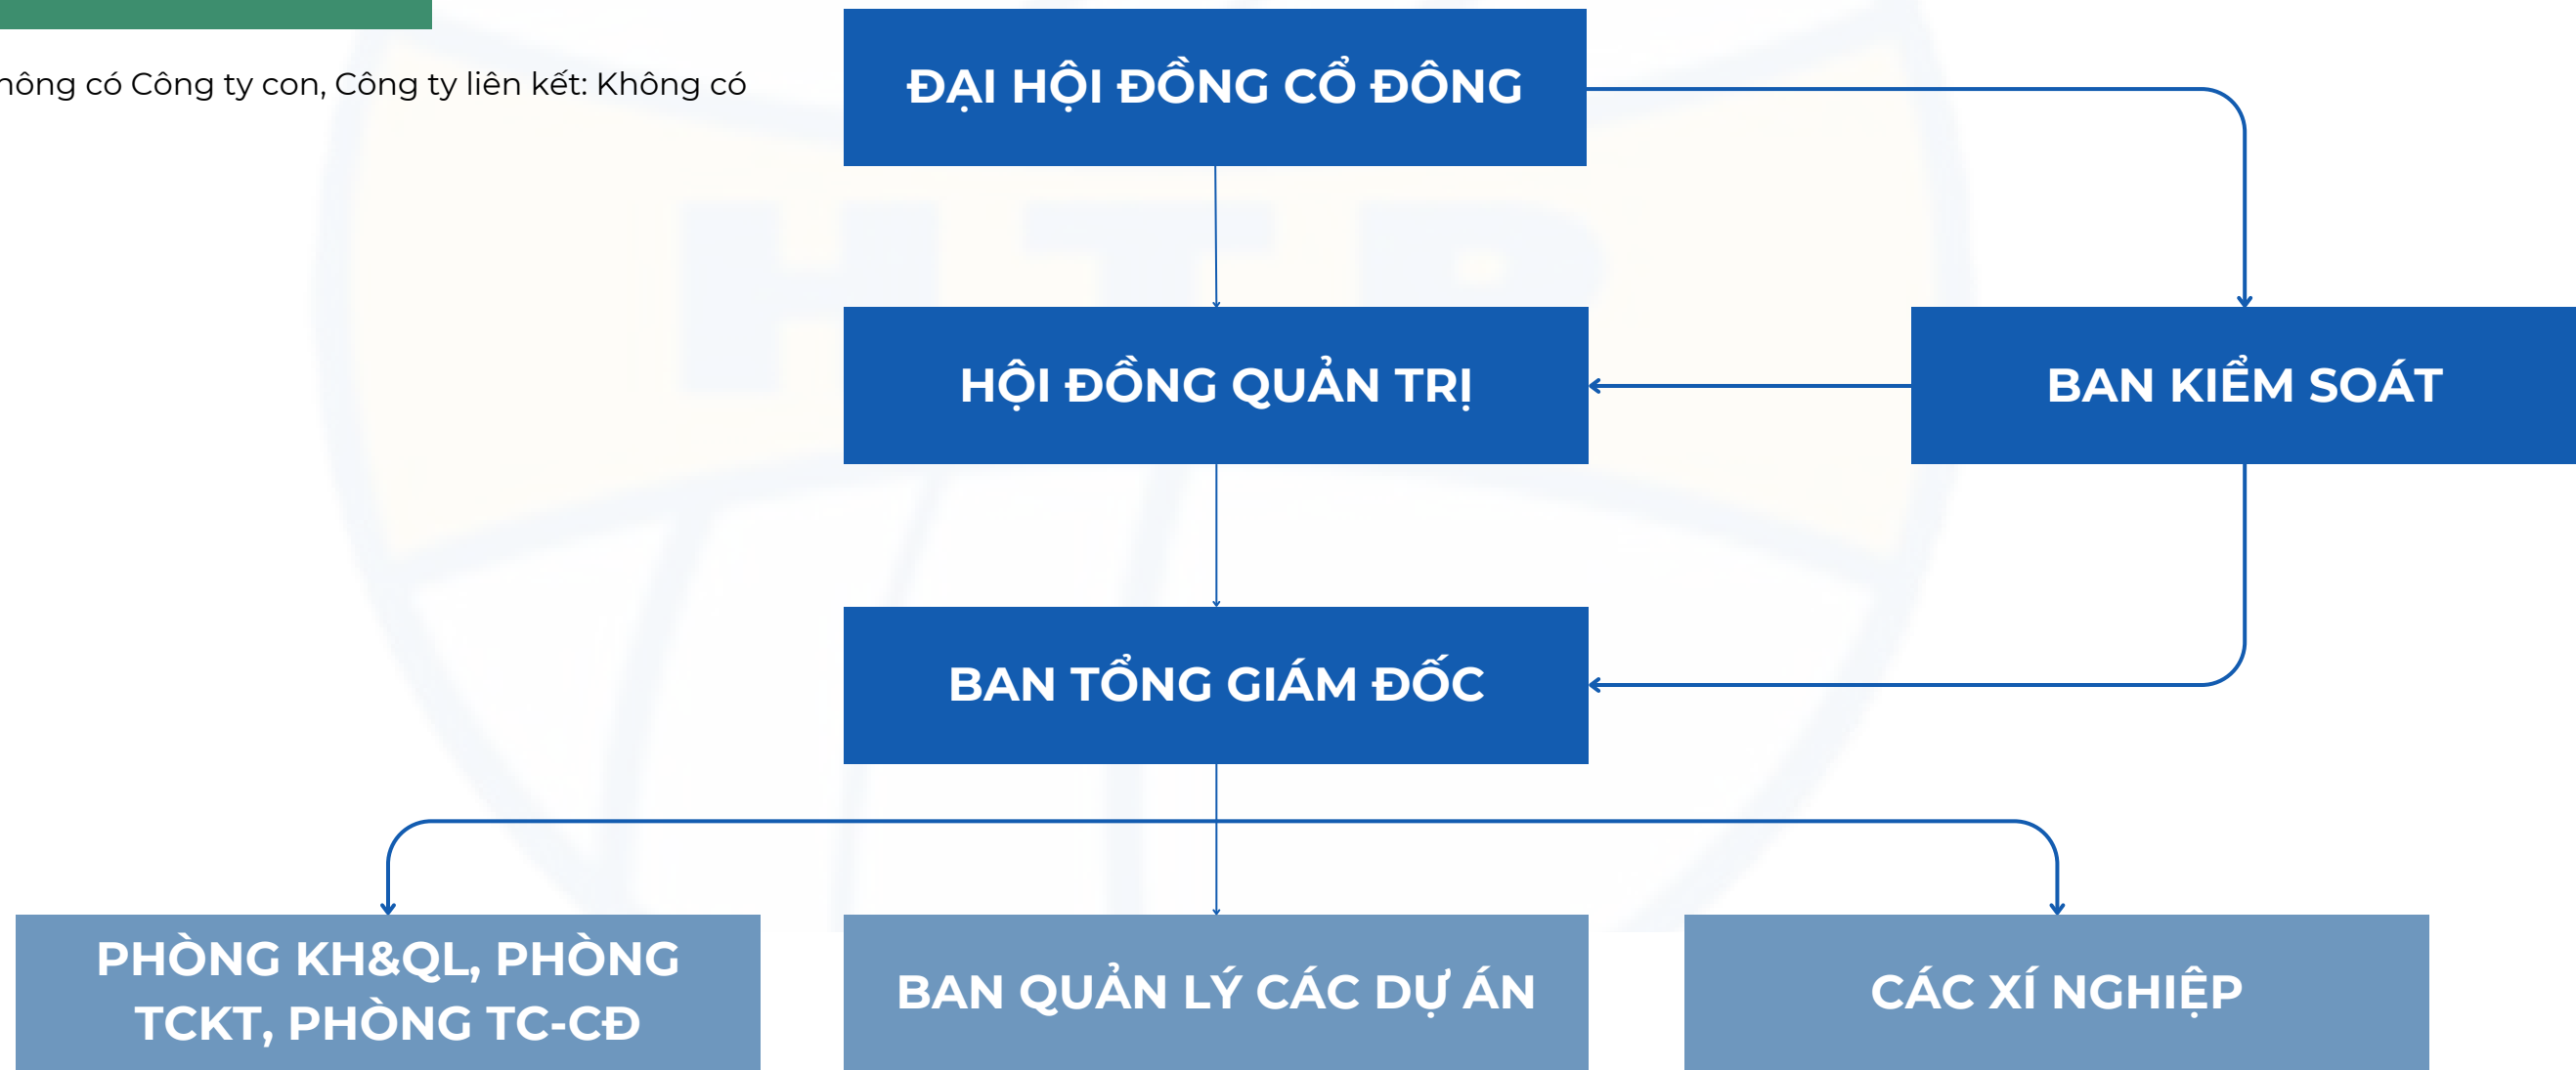 có Công ty con, Công ty liên kết: Không có
ĐẠI HỘI ĐỒNG CỔ ĐÔNG
HỘI ĐỒNG QUẢN TRỊ
BAN KIỂM SOÁT
BAN TỔNG GIÁM ĐỐC
PHÒNG KH&QL, PHÒNG
TCKT, PHÒNG TC-CĐ
BAN QUẢN LÝ CÁC DỰ ÁN
CÁC XÍ NGHIỆP